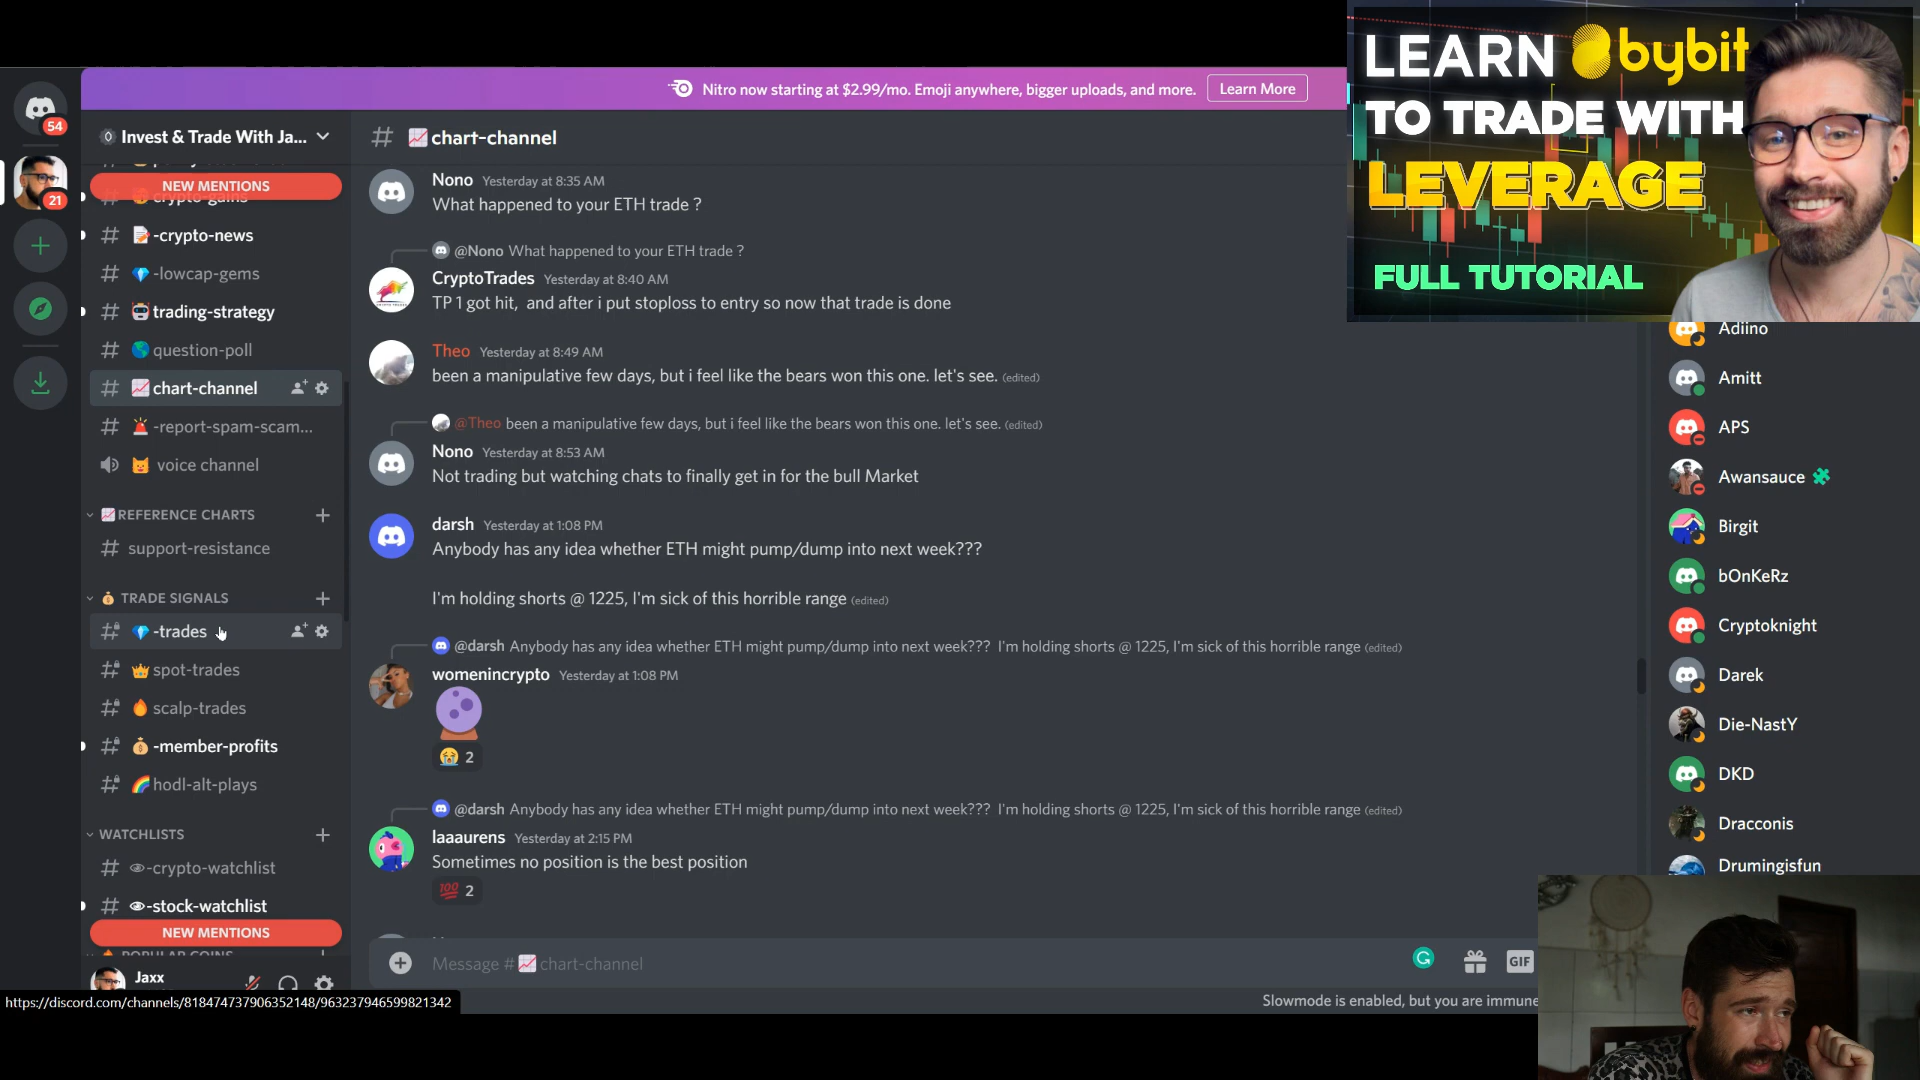 LEARN bybit
TO TRADE WITH
LEVERAGE
FULL TUTORIAL
Nitro now starting at $2.99/mo. Emoji anywhere, bigger uploads, and more. Learn More
54
21
Invest & Trade With Ja...
NEW MENTIONS
crypto-gains
-crypto-news
-lowcap-gems
trading-strategy
question-poll
chart-channel
-report-spam-scam...
voice channel
REFERENCE CHARTS
support-resistance
TRADE SIGNALS
-trades
spot-trades
scalp-trades
-member-profits
hodl-alt-plays
WATCHLISTS
-crypto-watchlist
-stock-watchlist
NEW MENTIONS
Jaxx
https://discord.com/channels/818474737906352148/963237946599821342
# chart-channel
Nono Yesterday at 8:35 AM
What happened to your ETH trade ?
@Nono What happened to your ETH trade ?
CryptoTrades Yesterday at 8:40 AM
TP 1 got hit, and after i put stoploss to entry so now that trade is done
Theo Yesterday at 8:49 AM
been a manipulative few days, but i feel like the bears won this one. let's see. (edited)
@Theo been a manipulative few days, but i feel like the bears won this one. let's see. (edited)
Nono Yesterday at 8:53 AM
Not trading but watching chats to finally get in for the bull Market
darsh Yesterday at 1:08 PM
Anybody has any idea whether ETH might pump/dump into next week???
I'm holding shorts @ 1225, I'm sick of this horrible range (edited)
@darsh Anybody has any idea whether ETH might pump/dump into next week??? I'm holding shorts @ 1225, I'm sick of this horrible range (edited)
womenincrypto Yesterday at 1:08 PM
2
@darsh Anybody has any idea whether ETH might pump/dump into next week??? I'm holding shorts @ 1225, I'm sick of this horrible range (edited)
laaaurens Yesterday at 2:15 PM
Sometimes no position is the best position
100 2
Message # chart-channel
GIF
Slowmode is enabled, but you are immune
Adiino
Amitt
APS
Awansauce
Birgit
bOnKeRz
Cryptoknight
Darek
Die-NastY
DKD
Dracconis
Drumingisfun